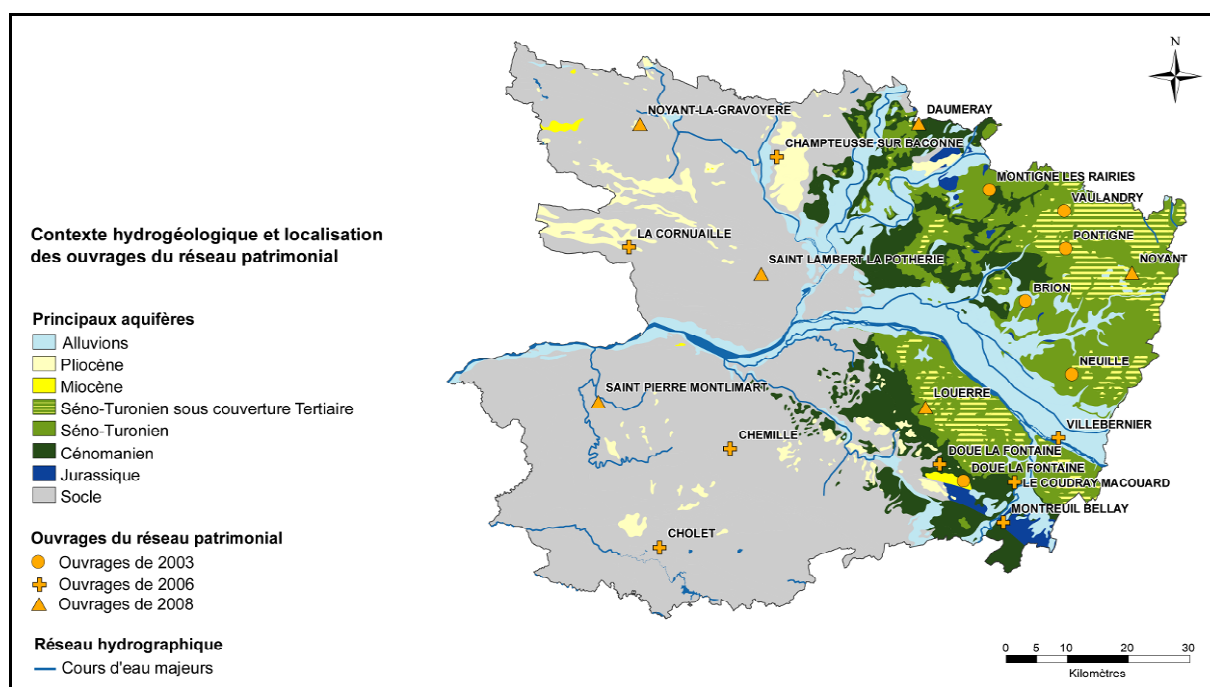 N
NOYANT-LA-GRAVOYERE
DAUMERAY
CHAMPTEUSSE SUR BACONNE
MONTIGNE LES RAIRIES
VAULANDRY
Contexte hydrogéologique et localisation
des ouvrages du réseau patrimonial
LA CORNUAILLE
PONTIGNE
SAINT LAMBERT LA POTHERIE
NOYANT
BRION
Principaux aquifères
Alluvions
Pliocène
Miocène
Séno-Turonien sous couverture Tertiaire
Séno-Turonien
Cénomanien
Jurassique
Socle
NEUILLE
SAINT PIERRE MONTLIMART
LOUERRE
VILLEBERNIER
CHEMILLE
DOUE LA FONTAINE
DOUE LA FONTAINE
LE COUDRAY MACOUARD
MONTREUIL BELLAY
CHOLET
Ouvrages du réseau patrimonial
Ouvrages de 2003
Ouvrages de 2006
Ouvrages de 2008
Réseau hydrographique
Cours d'eau majeurs
0 5 10 20 30
Kilomètres